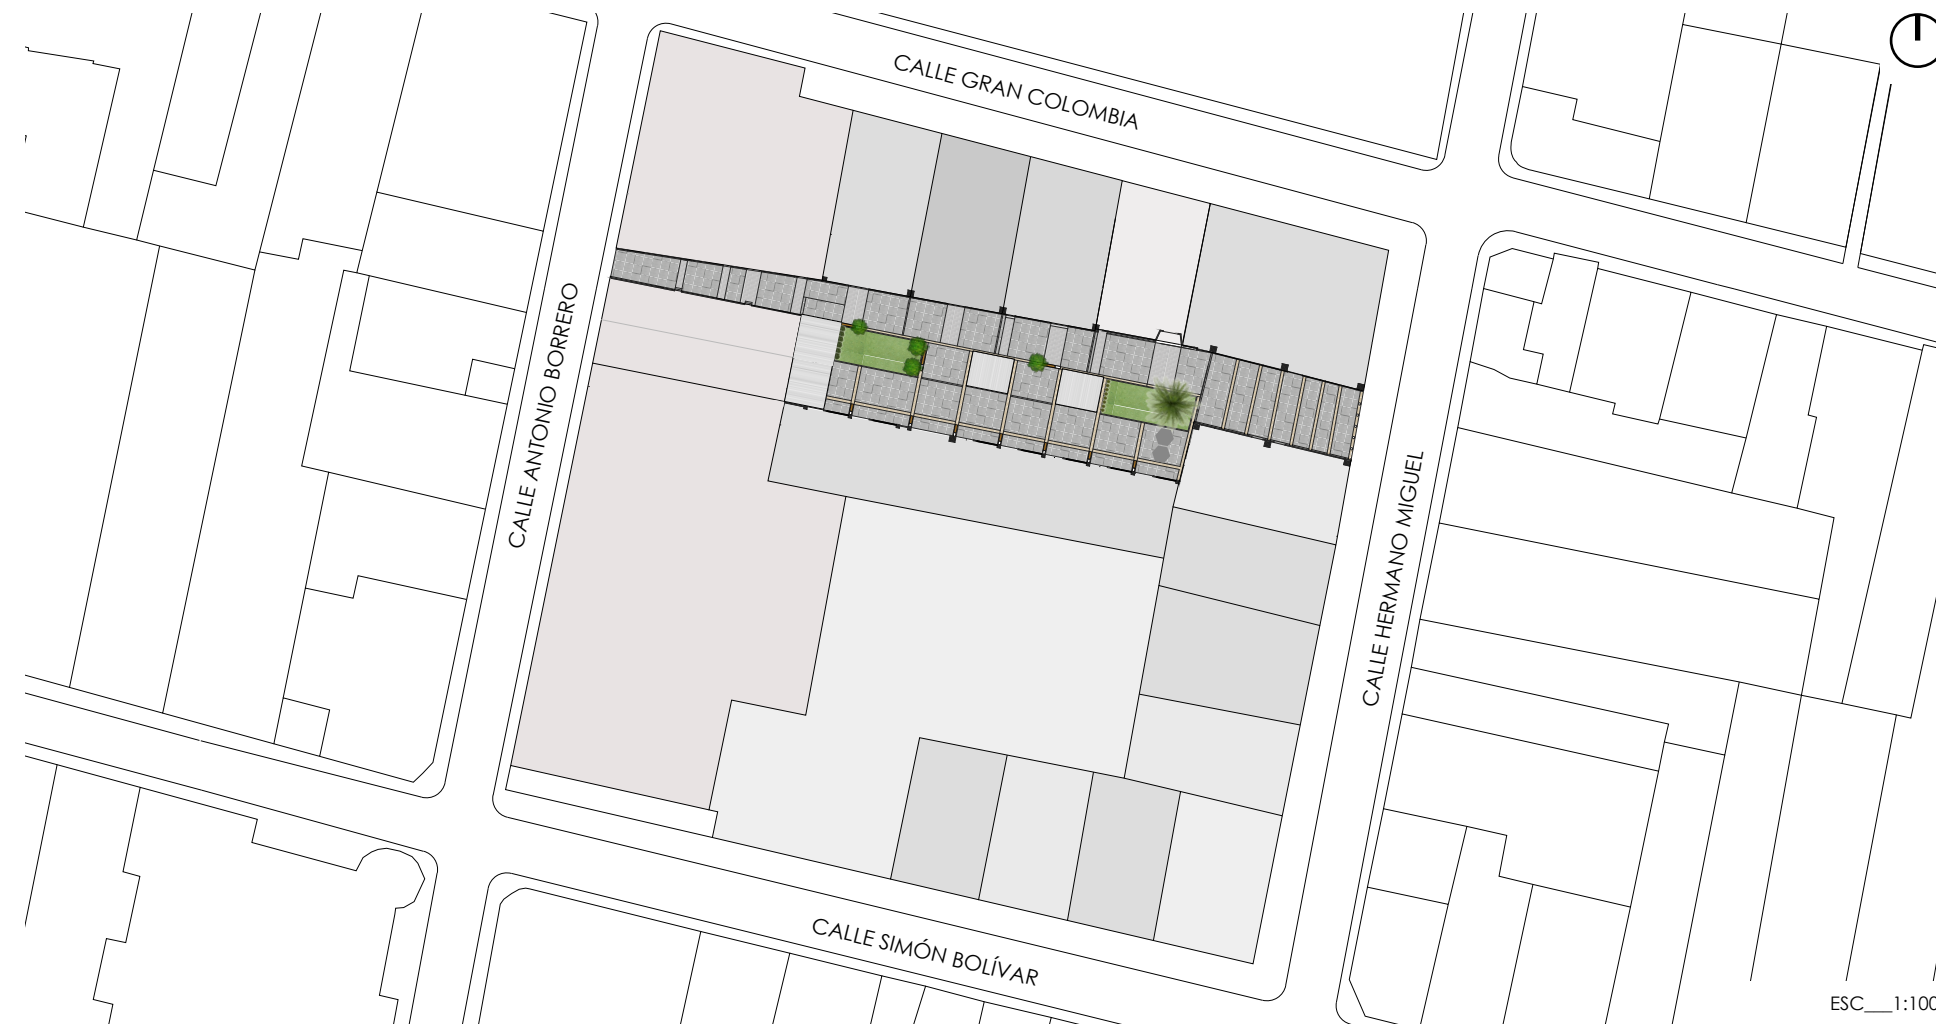 CALLE GRAN COLOMBIA
CALLE ANTONIO BORRERO
CALLE HERMANO MIGUEL
CALLE SIMÓN BOLÍVAR
ESC___1:100